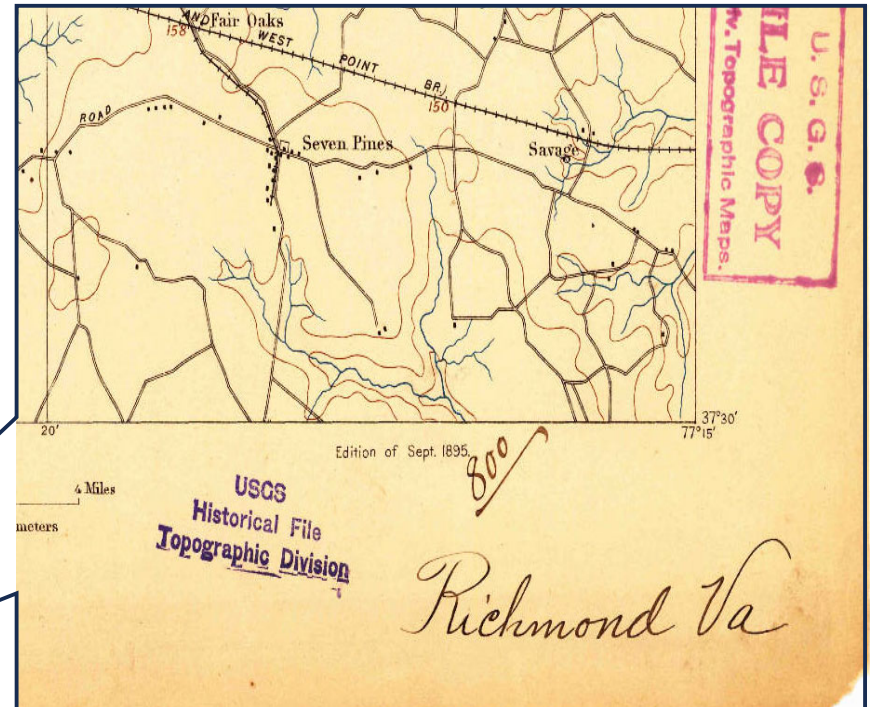 AND
Fair Oaks
158
WEST
POINT
BR.
150
ROAD
Seven Pines
Savage
U. S. G. S.
FILE COPY
Topographic Maps.
37°30'
20'
77°15'
Edition of Sept. 1895.
800
4 Miles
meters
USGS
Historical File
Topographic Division
Richmond Va